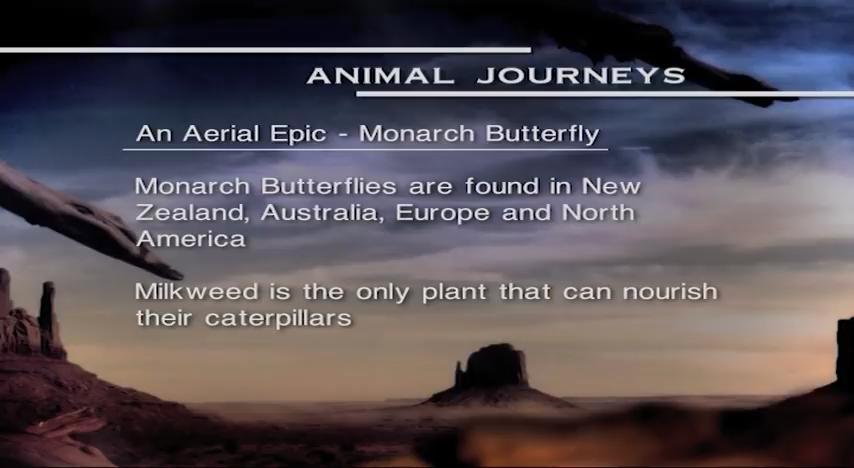 ANIMAL JOURNEYS
An Aerial Epic - Monarch Butterfly
Monarch Butterflies are found in New
Zealand, Australia, Europe and North
America
Milkweed is the only plant that can nourish
their caterpillars